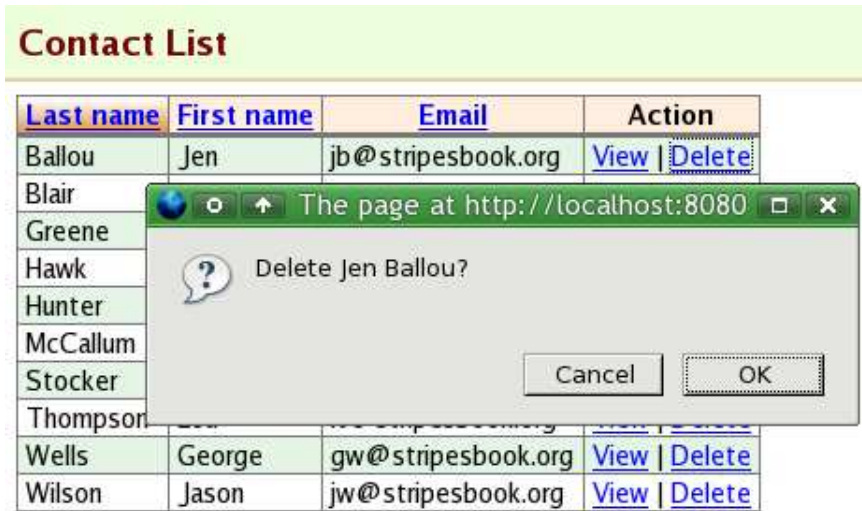 Contact List
Last name First name Email Action
Ballou Jen jb@stripesbook.org View | Delete
Blair
The page at http://localhost:8080
Greene
Hawk
Delete Jen Ballou?
Hunter
McCallum
Stocker
Cancel OK
Thompson
Wells George gw@stripesbook.org View | Delete
Wilson Jason jw@stripesbook.org View | Delete